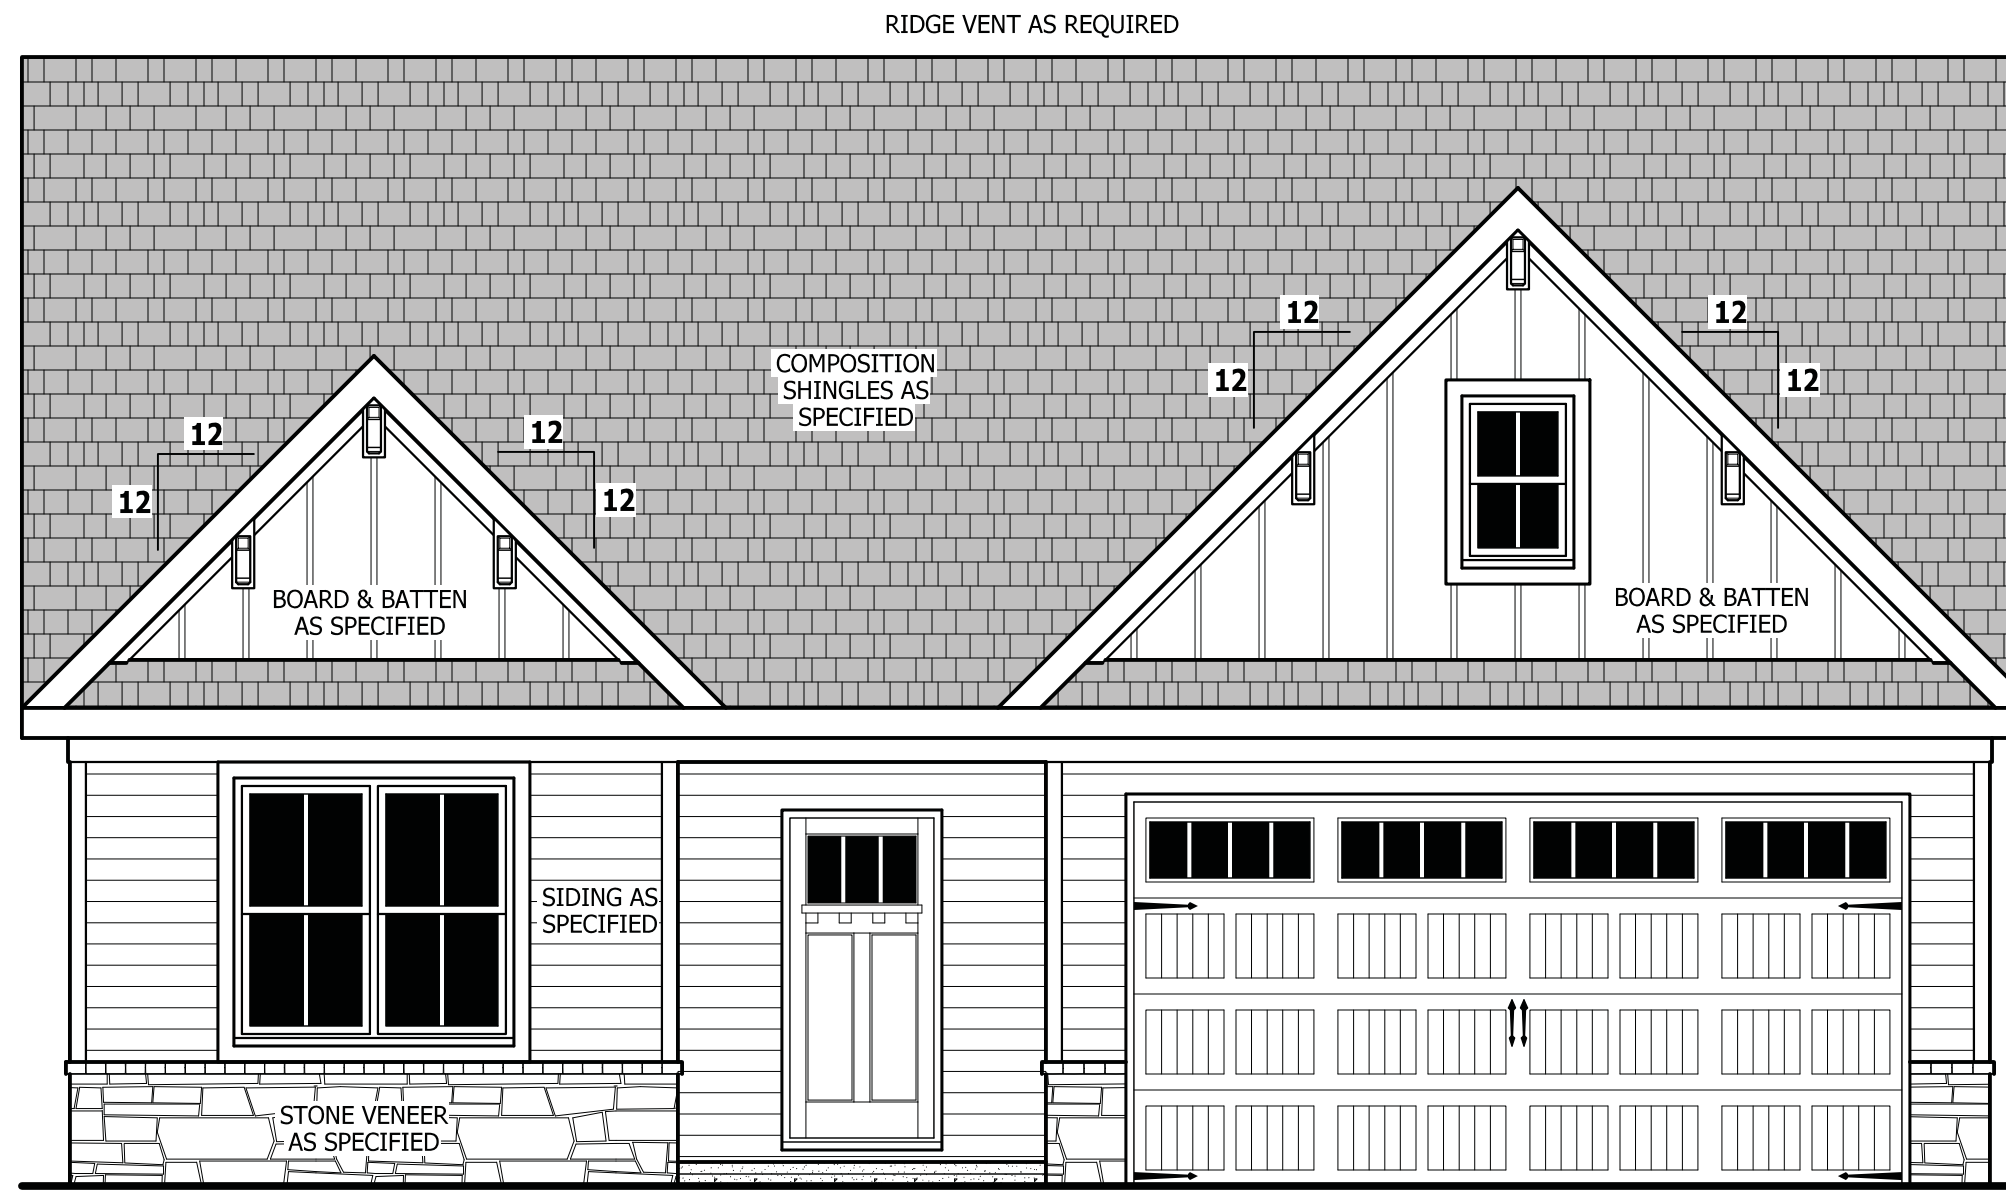 RIDGE VENT AS REQUIRED
12
12
12
12
COMPOSITION
SHINGLES AS
SPECIFIED
12
12
12
12
BOARD & BATTEN
AS SPECIFIED
BOARD & BATTEN
AS SPECIFIED
SIDING AS
SPECIFIED
STONE VENEER
AS SPECIFIED